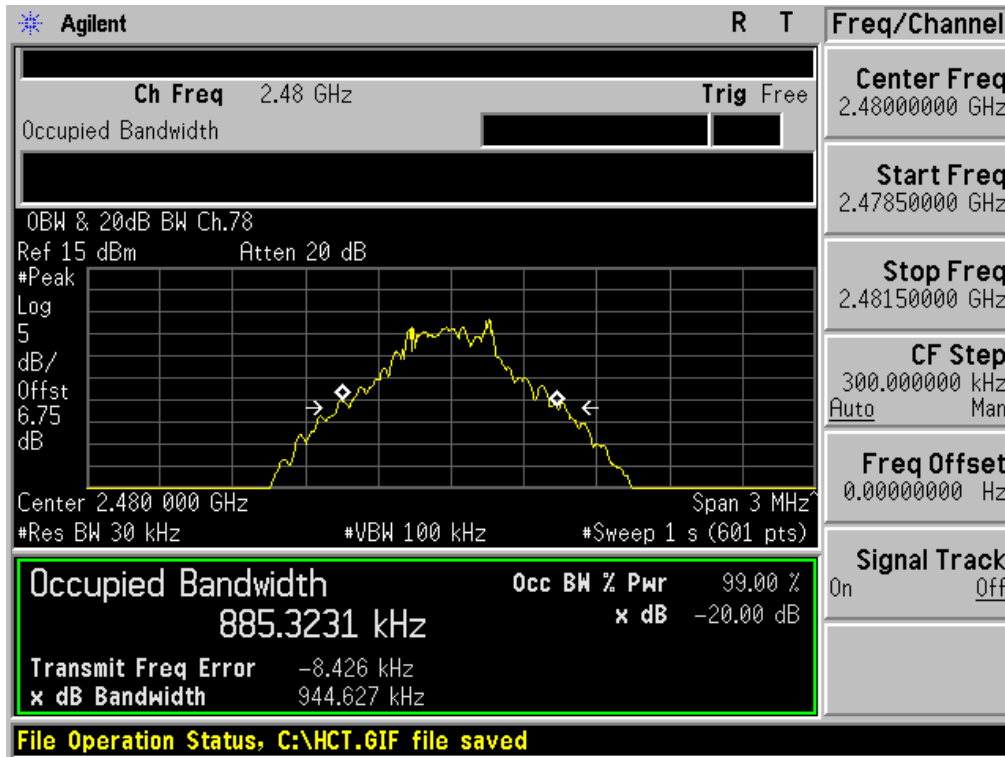 Agilent
R T
Freq/Channel
Ch Freq 2.48 GHz
Trig Free
Occupied Bandwidth
OBW & 20dB BW Ch.78
Ref 15 dBm
Atten 20 dB
#Peak
Log
5
dB/
Offst
6.75
dB
Center 2.480 000 GHz
Span 3 MHz^
#Res BW 30 kHz
#VBW 100 kHz
#Sweep 1 s (601 pts)
Occupied Bandwidth
885.3231 kHz
Occ BW % Pwr 99.00 %
x dB -20.00 dB
Transmit Freq Error -8.426 kHz
x dB Bandwidth 944.627 kHz
File Operation Status, C:\HCT.GIF file saved
Center Freq
2.48000000 GHz
Start Freq
2.47850000 GHz
Stop Freq
2.48150000 GHz
CF Step
300.000000 kHz
Auto Man
Freq Offset
0.00000000 Hz
Signal Track
On Off